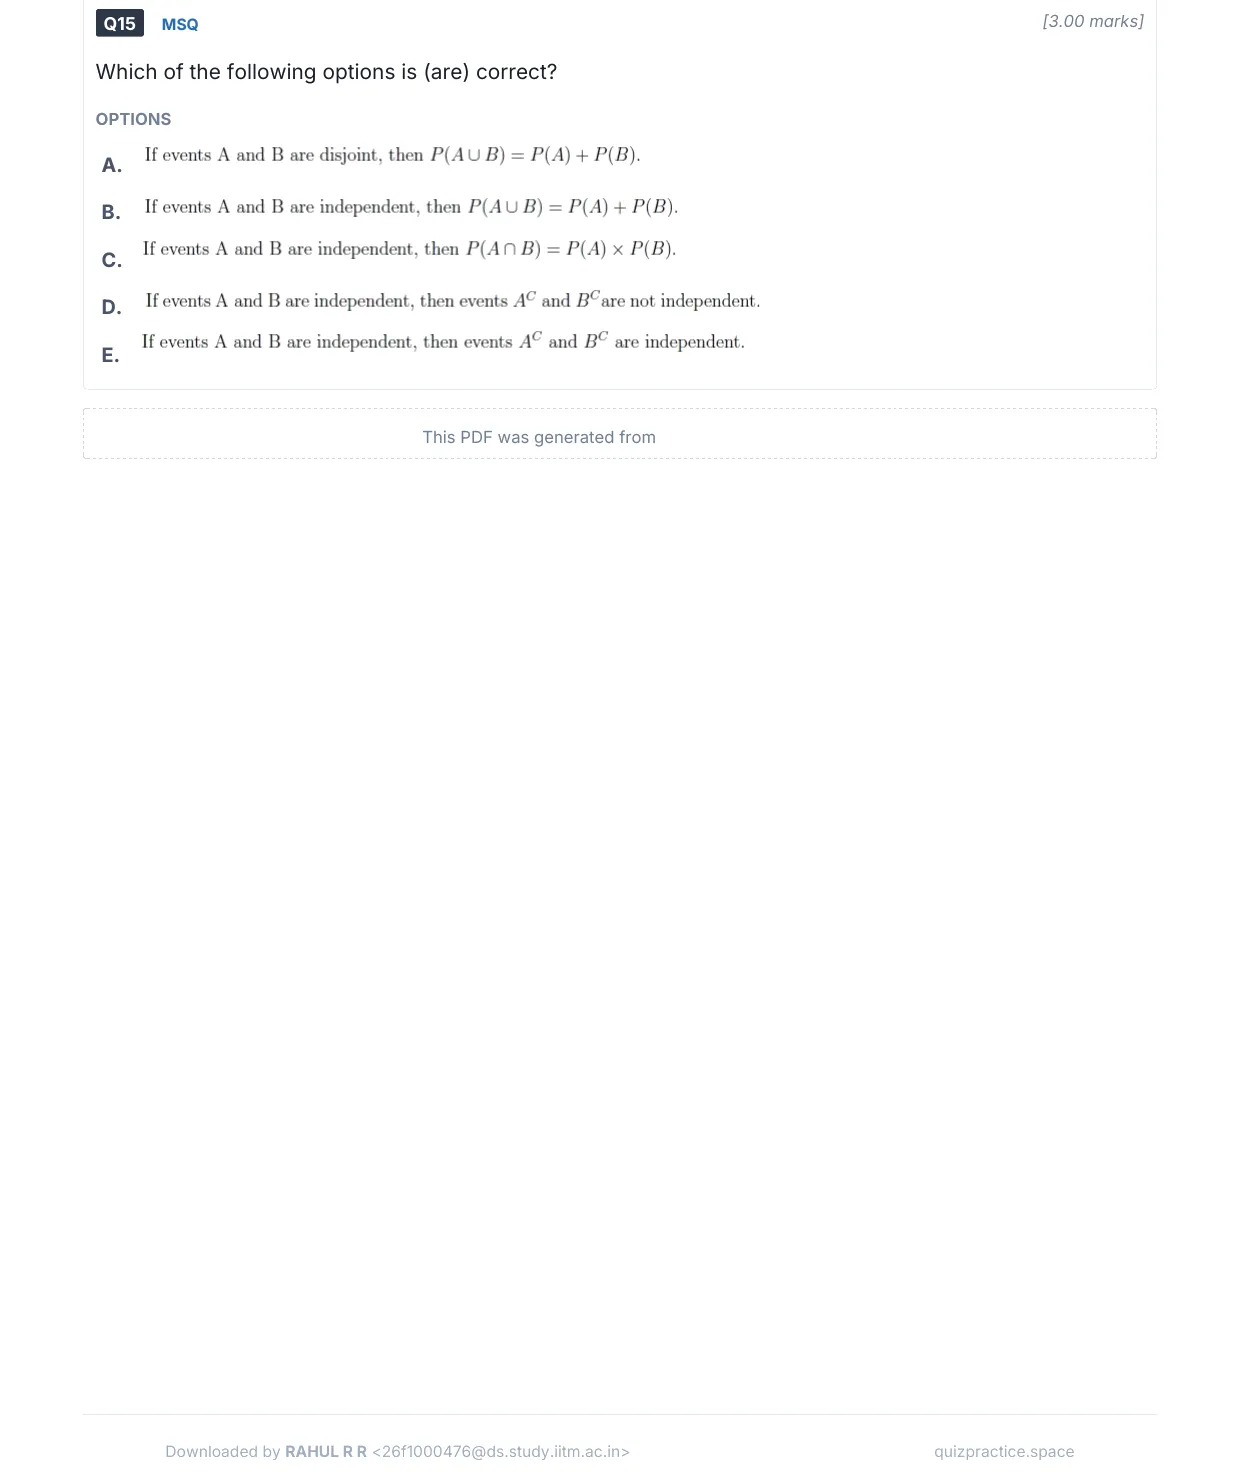 Q15 MSQ [3.00 marks]
Which of the following options is (are) correct?
OPTIONS
A. If events A and B are disjoint, then P(A ∪ B) = P(A) + P(B).
B. If events A and B are independent, then P(A ∪ B) = P(A) + P(B).
C. If events A and B are independent, then P(A ∩ B) = P(A) × P(B).
D. If events A and B are independent, then events A^C and B^C are not independent.
E. If events A and B are independent, then events A^C and B^C are independent.
This PDF was generated from
Downloaded by RAHUL R R <26f1000476@ds.study.iitm.ac.in> quizpractice.space